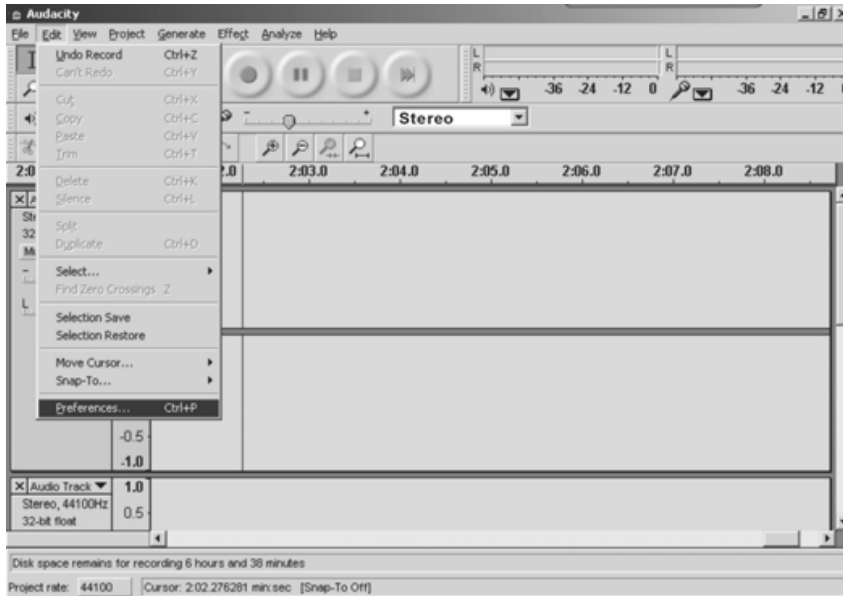 Audacity
File Edit View Project Generate Effect Analyze Help
Undo Record Ctrl+Z
Can't Redo Ctrl+Y
Cut Ctrl+X
Copy Ctrl+C
Paste Ctrl+V
Trim Ctrl+T
Delete Ctrl+K
Silence Ctrl+L
Split
Duplicate Ctrl+D
Select...
Find Zero Crossings Z
Selection Save
Selection Restore
Move Cursor...
Snap-To...
Preferences... Ctrl+P
L
R
-36 -24 -12 0
L
R
-36 -24 -12
Stereo
2:03.0 2:04.0 2:05.0 2:06.0 2:07.0 2:08.0
L
-0.5
-1.0
Audio Track 1.0
Stereo, 44100Hz
32-bit float
0.5
Disk space remains for recording 6 hours and 38 minutes
Project rate: 44100 Cursor: 2:02.276281 min:sec [Snap-To Off]